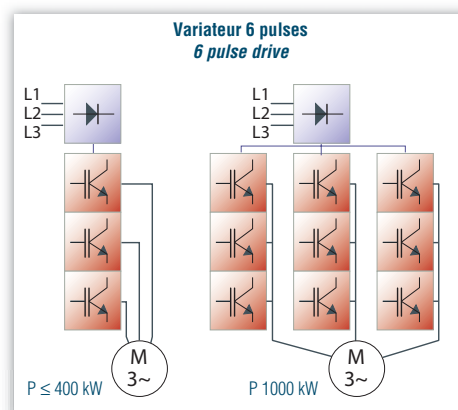 Variateur 6 pulses
6 pulse drive
L1
L2
L3
M
3~
P ≤ 400 kW
L1
L2
L3
M
3~
P 1000 kW